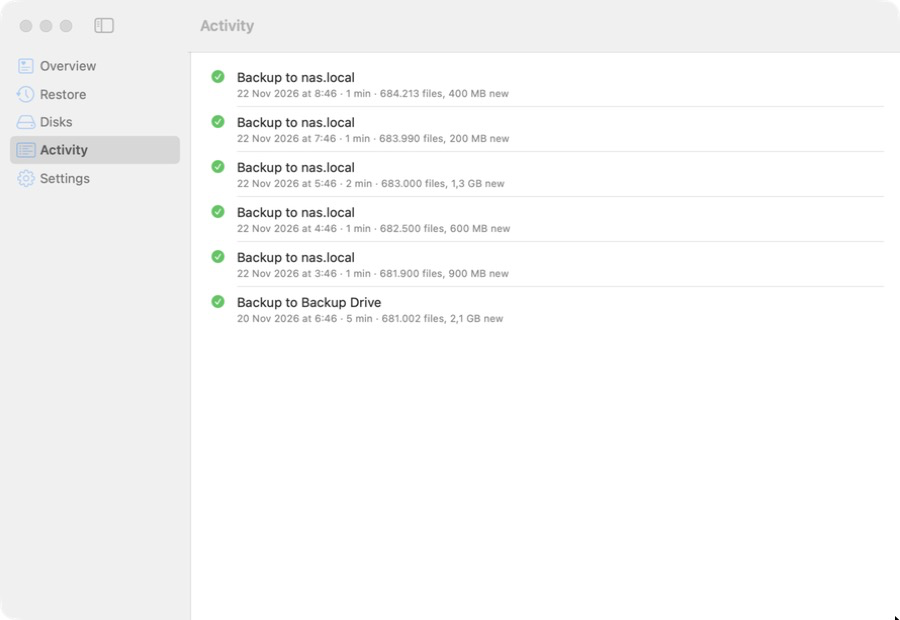 Activity
Overview
Restore
Disks
Activity
Settings
Backup to nas.local
22 Nov 2026 at 8:46 · 1 min · 684.213 files, 400 MB new
Backup to nas.local
22 Nov 2026 at 7:46 · 1 min · 683.990 files, 200 MB new
Backup to nas.local
22 Nov 2026 at 5:46 · 2 min · 683.000 files, 1,3 GB new
Backup to nas.local
22 Nov 2026 at 4:46 · 1 min · 682.500 files, 600 MB new
Backup to nas.local
22 Nov 2026 at 3:46 · 1 min · 681.900 files, 900 MB new
Backup to Backup Drive
20 Nov 2026 at 6:46 · 5 min · 681.002 files, 2,1 GB new